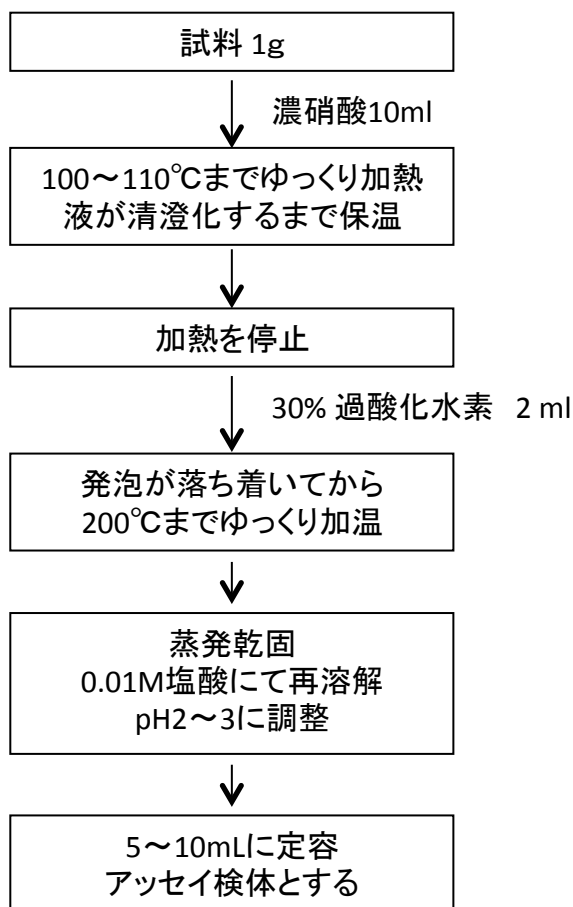 試料 1g
濃硝酸10ml
100～110℃までゆっくり加熱
液が清澄化するまで保温
加熱を停止
30% 過酸化水素 2 ml
発泡が落ち着いてから
200℃までゆっくり加温
蒸発乾固
0.01M塩酸にて再溶解
pH2～3に調整
5～10mLに定容
アッセイ検体とする